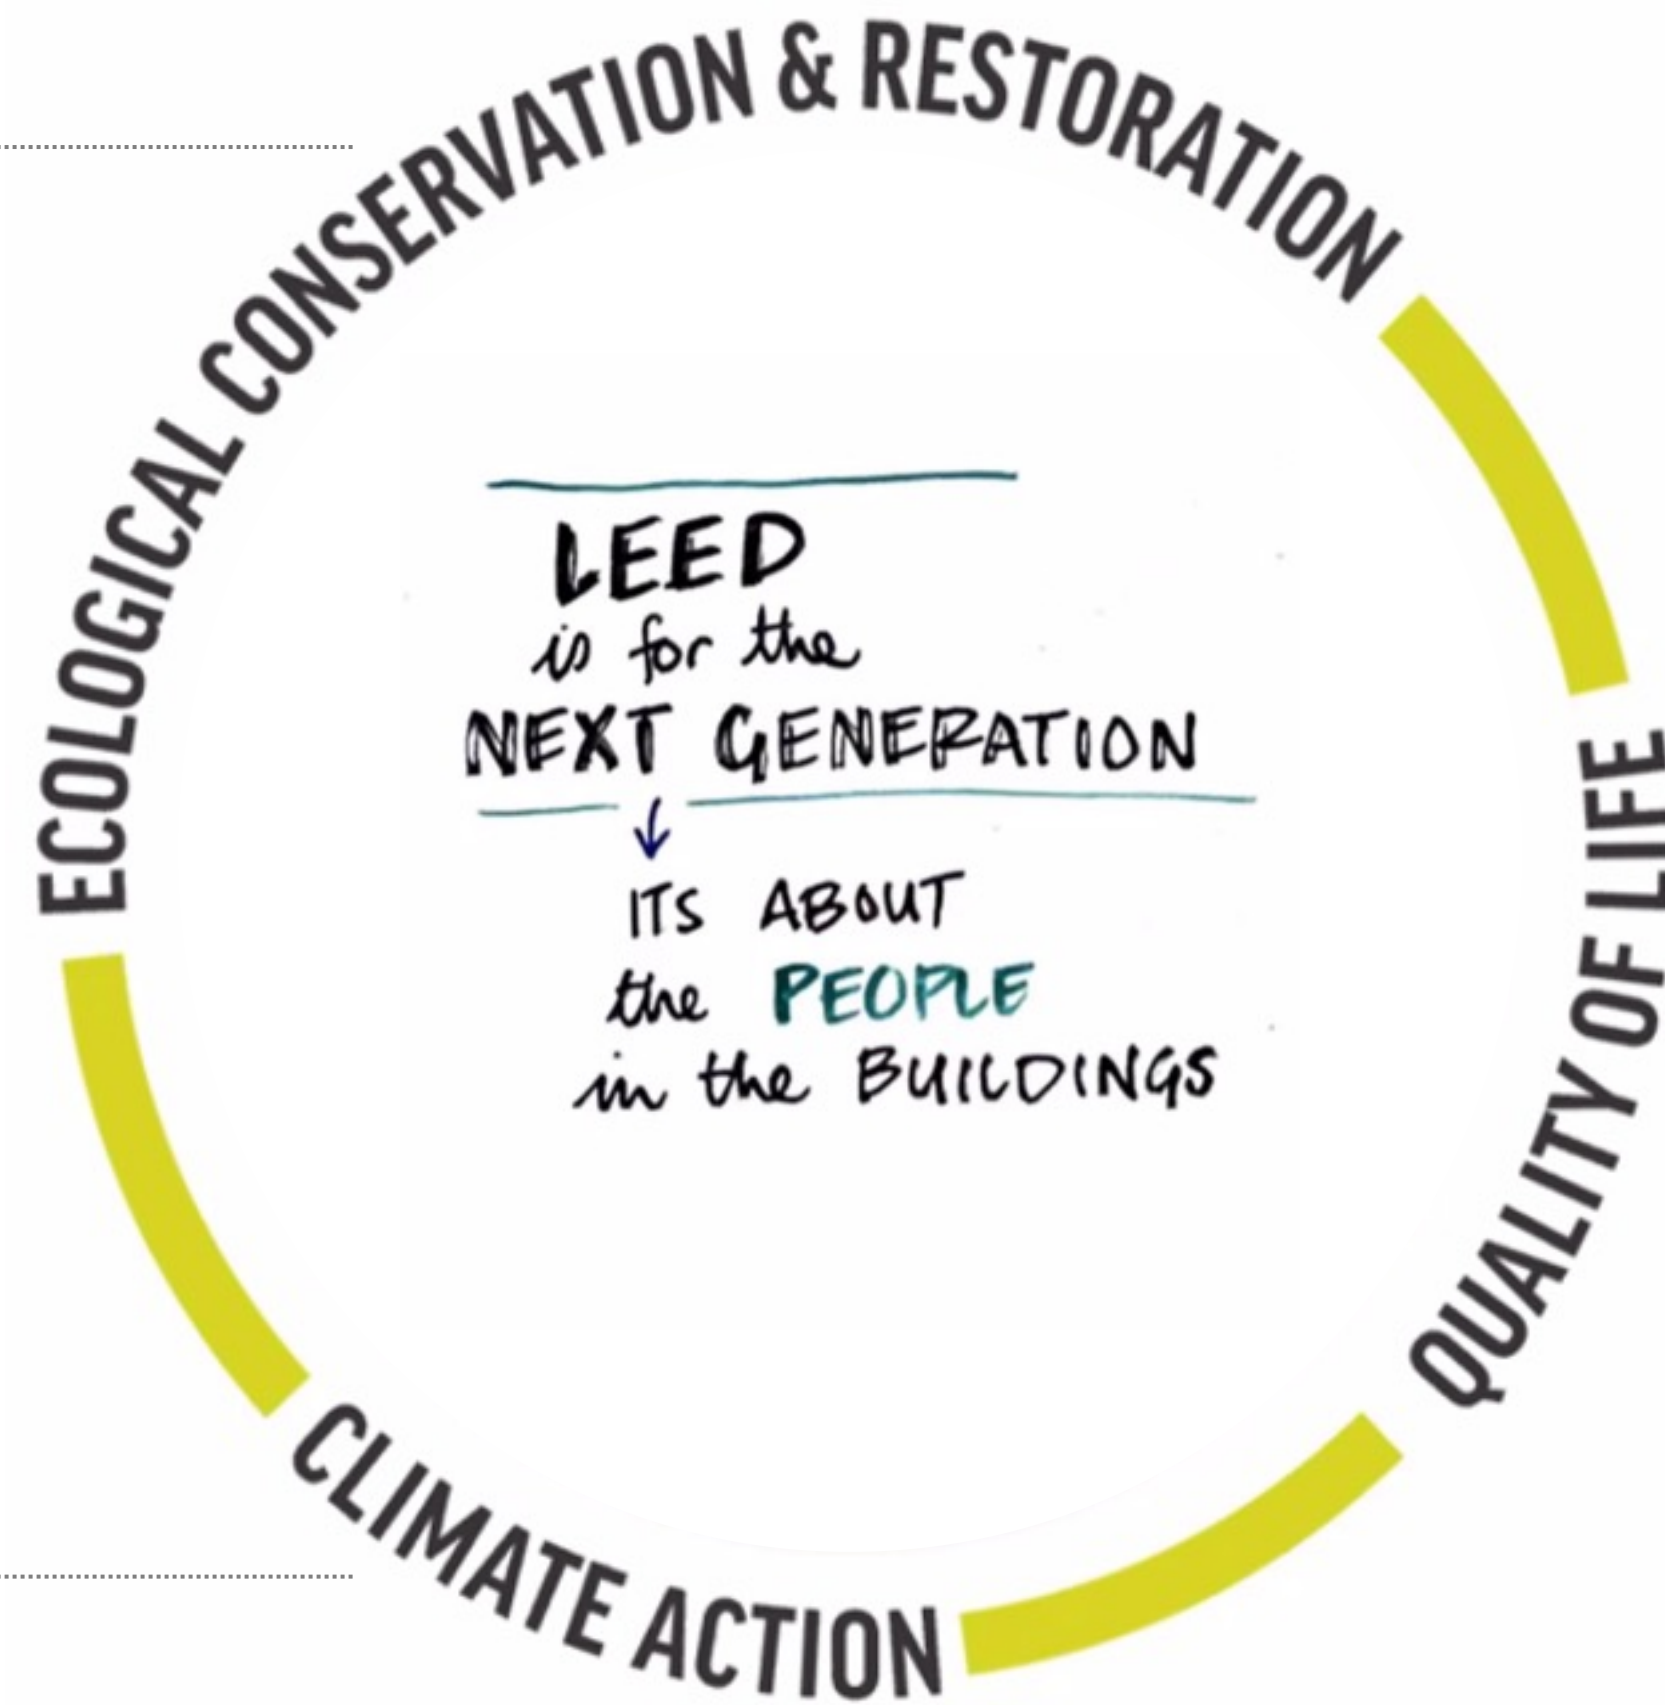 ECOLOGICAL CONSERVATION & RESTORATION
LEED
is for the
NEXT GENERATION
ITS ABOUT
the PEOPLE
in the BUILDINGS
QUALITY OF LIFE
CLIMATE ACTION